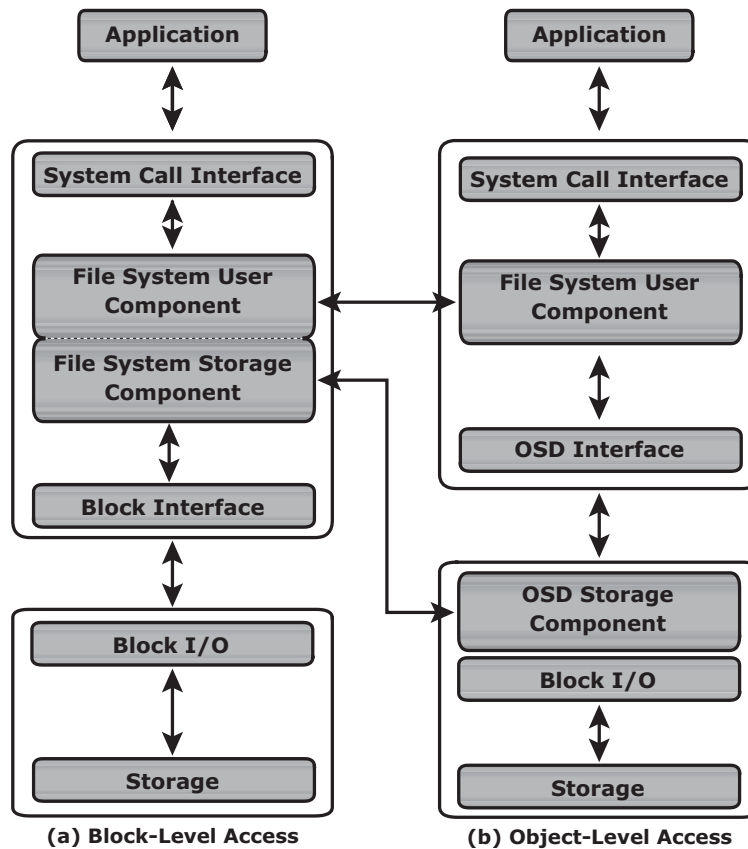 Application
System Call Interface
File System User
Component
File System Storage
Component
Block Interface
Block I/O
Storage
(a) Block-Level Access
Application
System Call Interface
File System User
Component
OSD Interface
OSD Storage
Component
Block I/O
Storage
(b) Object-Level Access